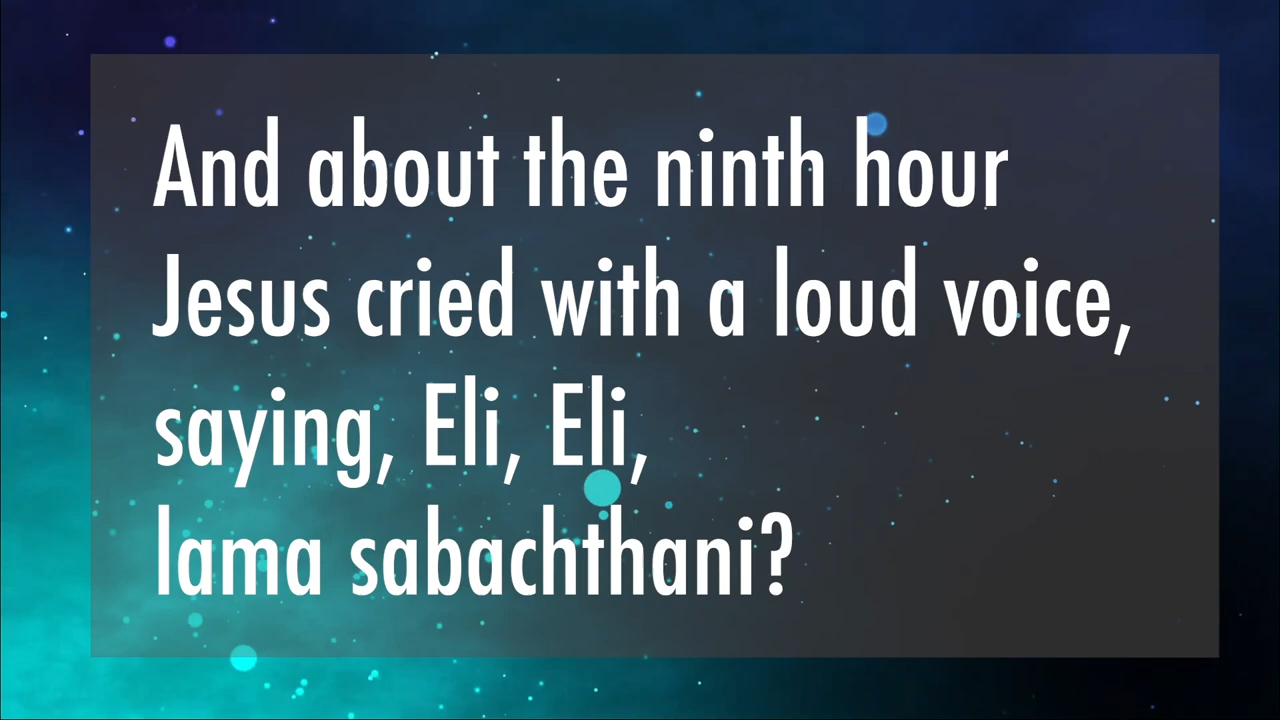 And about the ninth hour
Jesus cried with a loud voice,
saying, Eli, Eli,
lama sabachthani?